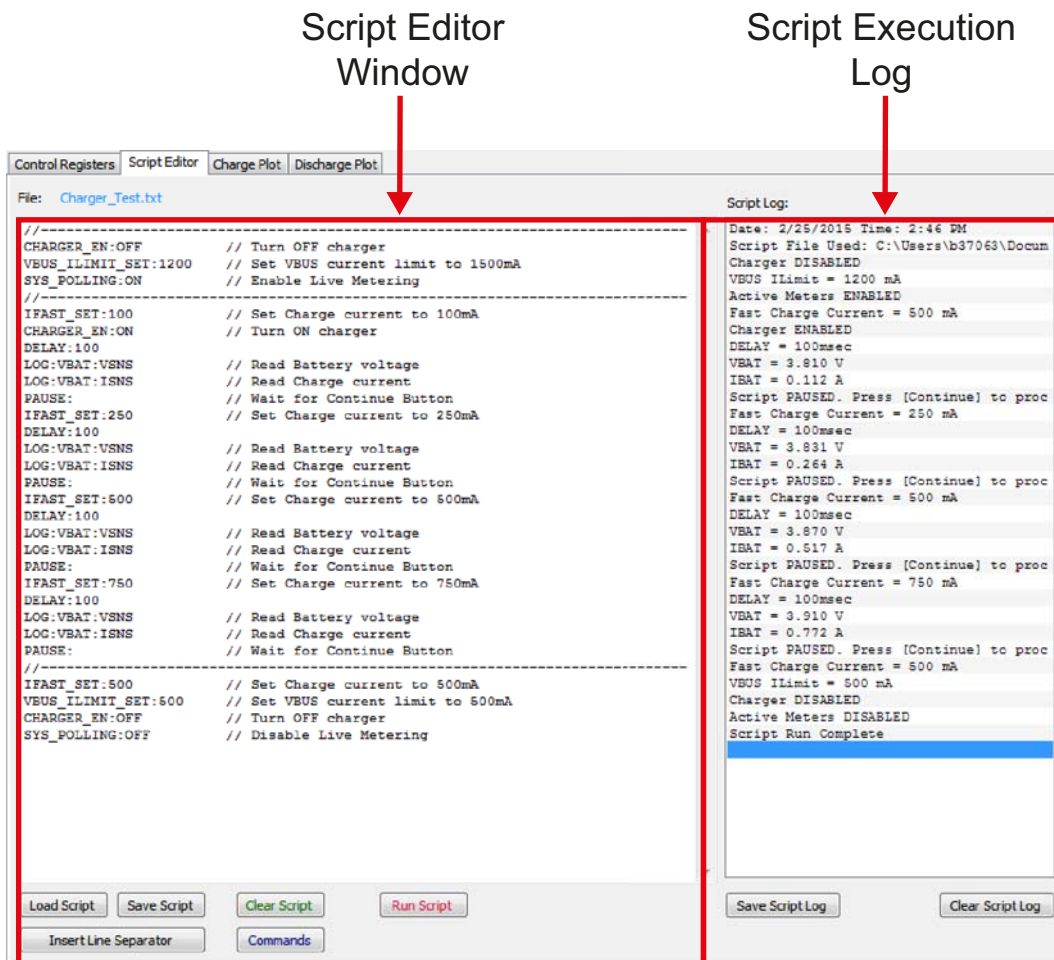 Script Editor
Window
Script Execution
Log
Control Registers Script Editor Charge Plot Discharge Plot
File: Charger_Test.txt
//------------------------------------------------------------------------
CHARGER_EN:OFF // Turn OFF charger
VBUS_ILIMIT_SET:1200 // Set VBUS current limit to 1500mA
SYS_POLLING:ON // Enable Live Metering
//------------------------------------------------------------------------
IFAST_SET:100 // Set Charge current to 100mA
CHARGER_EN:ON // Turn ON charger
DELAY:100
LOG:VBAT:VSNS // Read Battery voltage
LOG:VBAT:ISNS // Read Charge current
PAUSE: // Wait for Continue Button
IFAST_SET:250 // Set Charge current to 250mA
DELAY:100
LOG:VBAT:VSNS // Read Battery voltage
LOG:VBAT:ISNS // Read Charge current
PAUSE: // Wait for Continue Button
IFAST_SET:500 // Set Charge current to 500mA
DELAY:100
LOG:VBAT:VSNS // Read Battery voltage
LOG:VBAT:ISNS // Read Charge current
PAUSE: // Wait for Continue Button
IFAST_SET:750 // Set Charge current to 750mA
DELAY:100
LOG:VBAT:VSNS // Read Battery voltage
LOG:VBAT:ISNS // Read Charge current
PAUSE: // Wait for Continue Button
//------------------------------------------------------------------------
IFAST_SET:500 // Set Charge current to 500mA
VBUS_ILIMIT_SET:500 // Set VBUS current limit to 500mA
CHARGER_EN:OFF // Turn OFF charger
SYS_POLLING:OFF // Disable Live Metering
Load Script Save Script Clear Script Run Script
Insert Line Separator Commands
Script Log:
Date: 2/25/2015 Time: 2:46 PM
Script File Used: C:\Users\b37063\Docum
Charger DISABLED
VBUS ILimit = 1200 mA
Active Meters ENABLED
Fast Charge Current = 500 mA
Charger ENABLED
DELAY = 100msec
VBAT = 3.810 V
IBAT = 0.112 A
Script PAUSED. Press [Continue] to proc
Fast Charge Current = 250 mA
DELAY = 100msec
VBAT = 3.831 V
IBAT = 0.264 A
Script PAUSED. Press [Continue] to proc
Fast Charge Current = 500 mA
DELAY = 100msec
VBAT = 3.870 V
IBAT = 0.517 A
Script PAUSED. Press [Continue] to proc
Fast Charge Current = 750 mA
DELAY = 100msec
VBAT = 3.910 V
IBAT = 0.772 A
Script PAUSED. Press [Continue] to proc
Fast Charge Current = 500 mA
VBUS ILimit = 500 mA
Charger DISABLED
Active Meters DISABLED
Script Run Complete
Save Script Log Clear Script Log